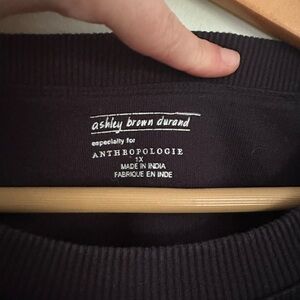 ashley brown durand
especially for
ANTHROPOLOGIE
1X
MADE IN INDIA
FABRIQUE EN INDE